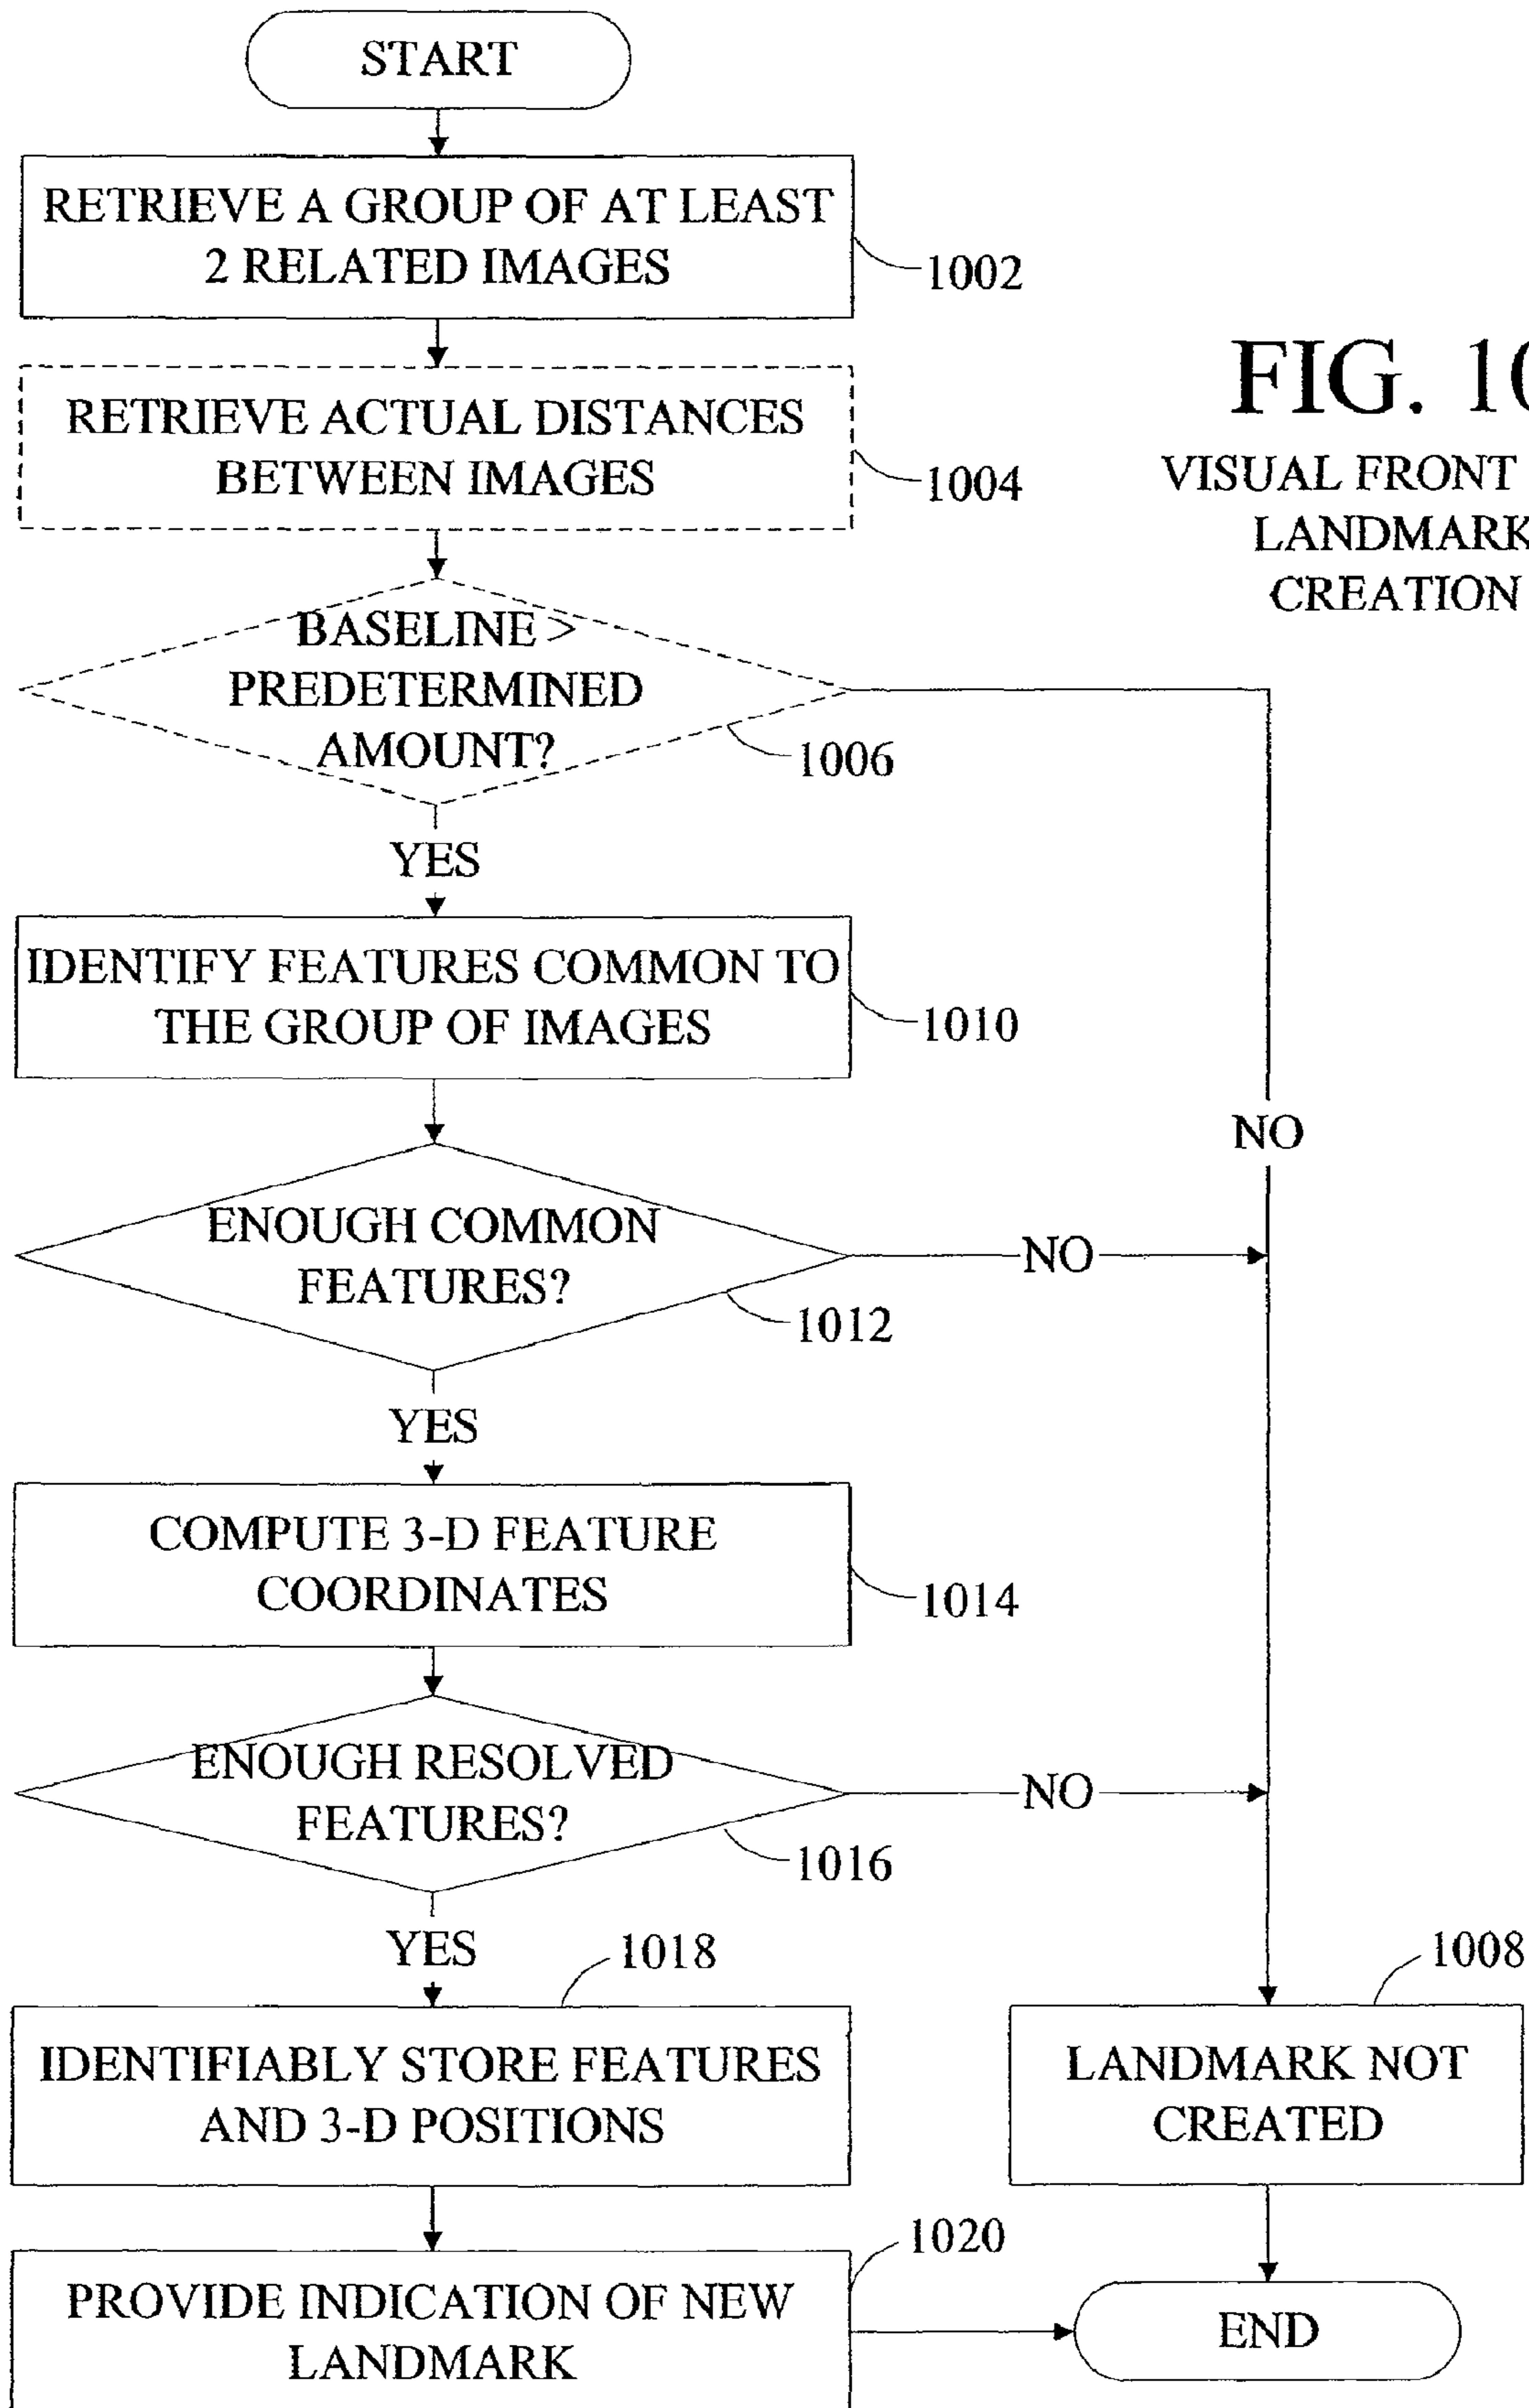 START
RETRIEVE A GROUP OF AT LEAST
2 RELATED IMAGES
1002
RETRIEVE ACTUAL DISTANCES
BETWEEN IMAGES
1004
FIG. 10
VISUAL FRONT
LANDMARK
CREATION
BASELINE >
PREDETERMINED
AMOUNT?
1006
YES
IDENTIFY FEATURES COMMON TO
THE GROUP OF IMAGES
1010
NO
ENOUGH COMMON
FEATURES?
NO
1012
YES
COMPUTE 3-D FEATURE
COORDINATES
1014
ENOUGH RESOLVED
FEATURES?
NO
1016
YES
1018
1008
IDENTIFIABLY STORE FEATURES
AND 3-D POSITIONS
LANDMARK NOT
CREATED
1020
PROVIDE INDICATION OF NEW
LANDMARK
END